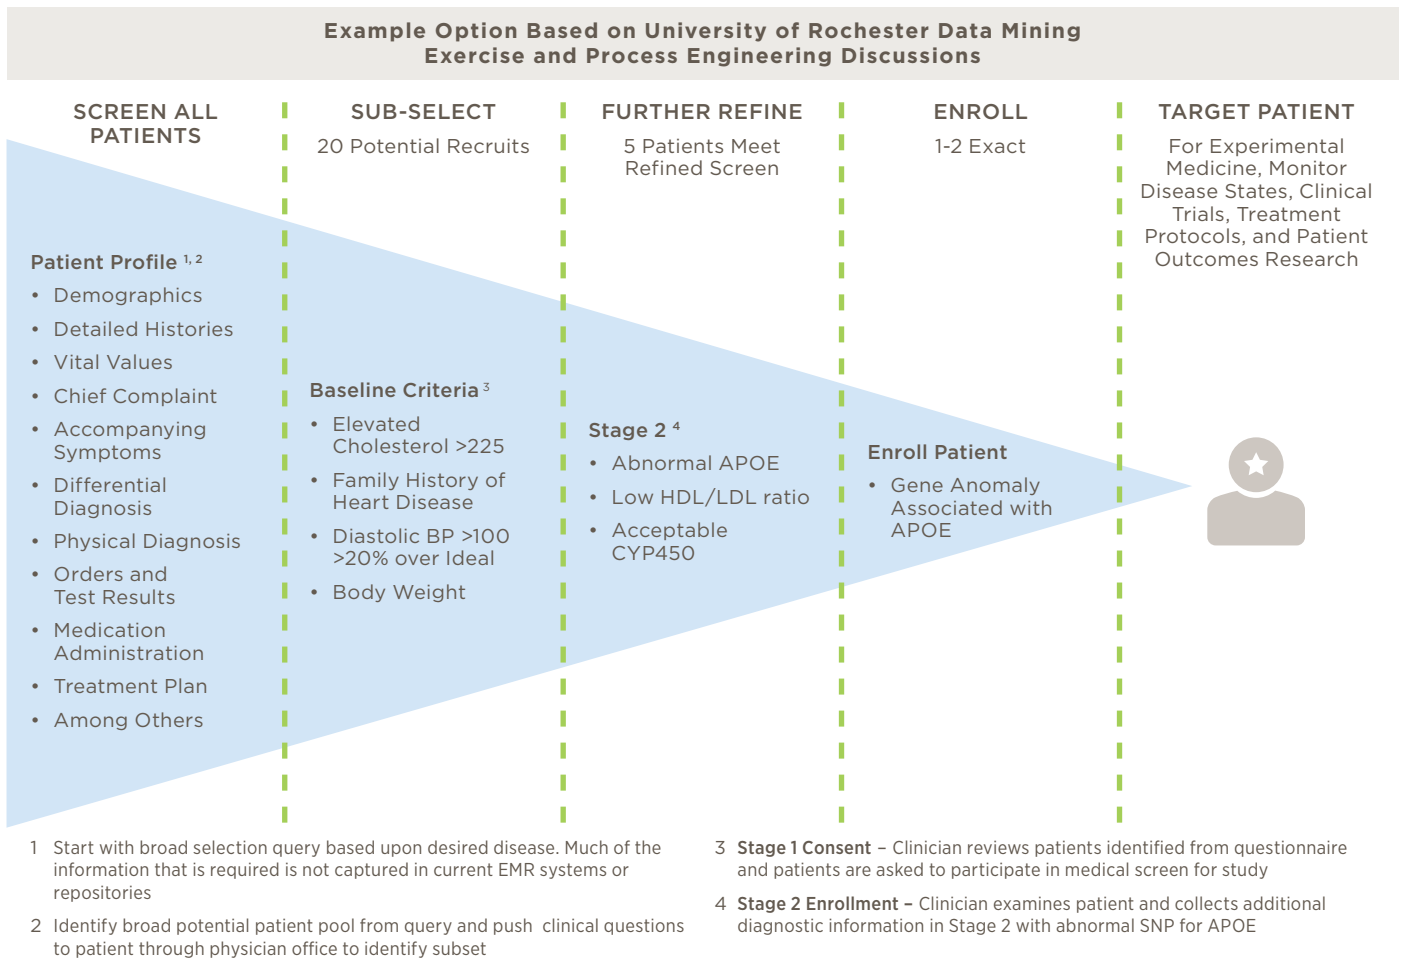 Example Option Based on University of Rochester Data Mining
Exercise and Process Engineering Discussions
SCREEN ALL
PATIENTS
Patient Profile 1, 2
• Demographics
• Detailed Histories
• Vital Values
• Chief Complaint
• Accompanying
Symptoms
• Differential
Diagnosis
• Physical Diagnosis
• Orders and
Test Results
• Medication
Administration
• Treatment Plan
• Among Others
SUB-SELECT
20 Potential Recruits
Baseline Criteria 3
• Elevated
Cholesterol >225
• Family History of
Heart Disease
• Diastolic BP >100
>20% over Ideal
• Body Weight
FURTHER REFINE
5 Patients Meet
Refined Screen
Stage 2 4
• Abnormal APOE
• Low HDL/LDL ratio
• Acceptable
CYP450
ENROLL
1-2 Exact
Enroll Patient
• Gene Anomaly
Associated with
APOE
TARGET PATIENT
For Experimental
Medicine, Monitor
Disease States, Clinical
Trials, Treatment
Protocols, and Patient
Outcomes Research
1 Start with broad selection query based upon desired disease. Much of the
information that is required is not captured in current EMR systems or
repositories
2 Identify broad potential patient pool from query and push clinical questions
to patient through physician office to identify subset
3 Stage 1 Consent – Clinician reviews patients identified from questionnaire
and patients are asked to participate in medical screen for study
4 Stage 2 Enrollment – Clinician examines patient and collects additional
diagnostic information in Stage 2 with abnormal SNP for APOE